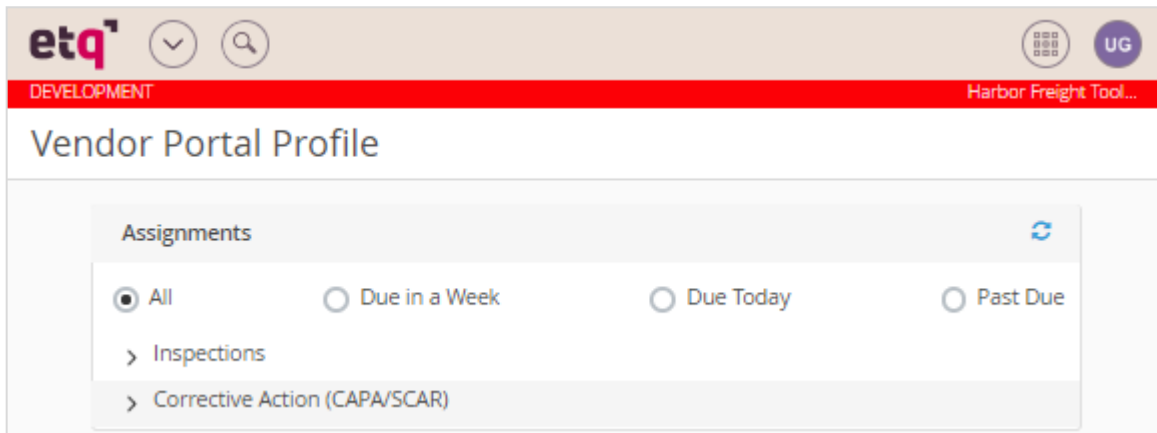 etq
UG
DEVELOPMENT Harbor Freight Tool...
Vendor Portal Profile
Assignments
All Due in a Week Due Today Past Due
Inspections
Corrective Action (CAPA/SCAR)